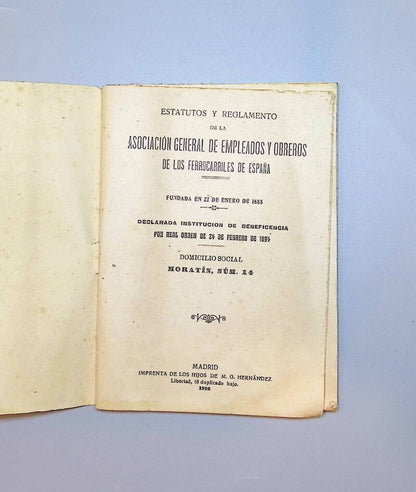 ESTATUTOS Y REGLAMENTO
DE LA
ASOCIACIÓN GENERAL DE EMPLEADOS Y OBREROS
DE LOS FERROCARRILES DE ESPAÑA
FUNDADA EN 22 DE ENERO DE 1888
DECLARADA INSTITUCION DE BENEFICENCIA
POR REAL ORDEN DE 24 DE FEBRERO DE 1897
DOMICILIO SOCIAL
MORATÍN, NÚM. 14
MADRID
IMPRENTA DE LOS HIJOS DE M. G. HERNÁNDEZ
Libertad, 16 duplicado bajo.